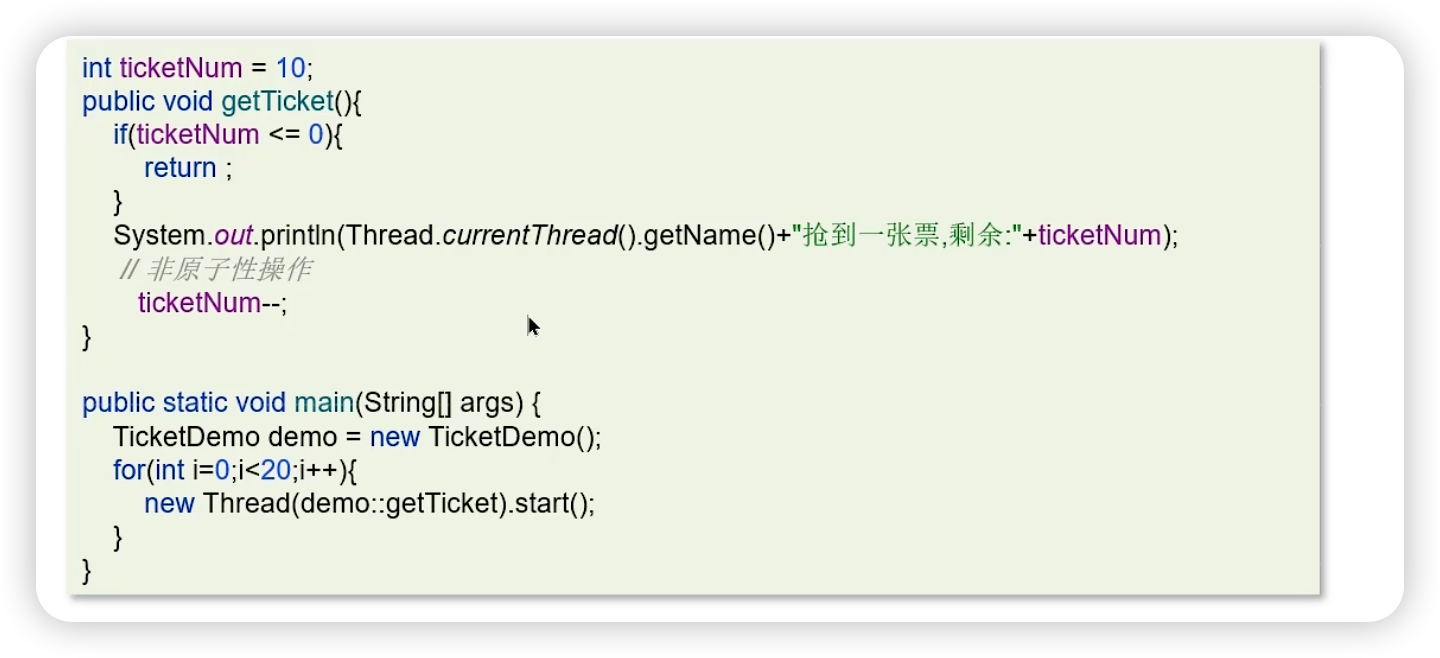 int ticketNum = 10;
public void getTicket(){
if(ticketNum <= 0){
return ;
}
System.out.println(Thread.currentThread().getName()+"抢到一张票,剩余:"+ticketNum);
// 非原子性操作
ticketNum--;
}
public static void main(String[] args) {
TicketDemo demo = new TicketDemo();
for(int i=0;i<20;i++){
new Thread(demo::getTicket).start();
}
}